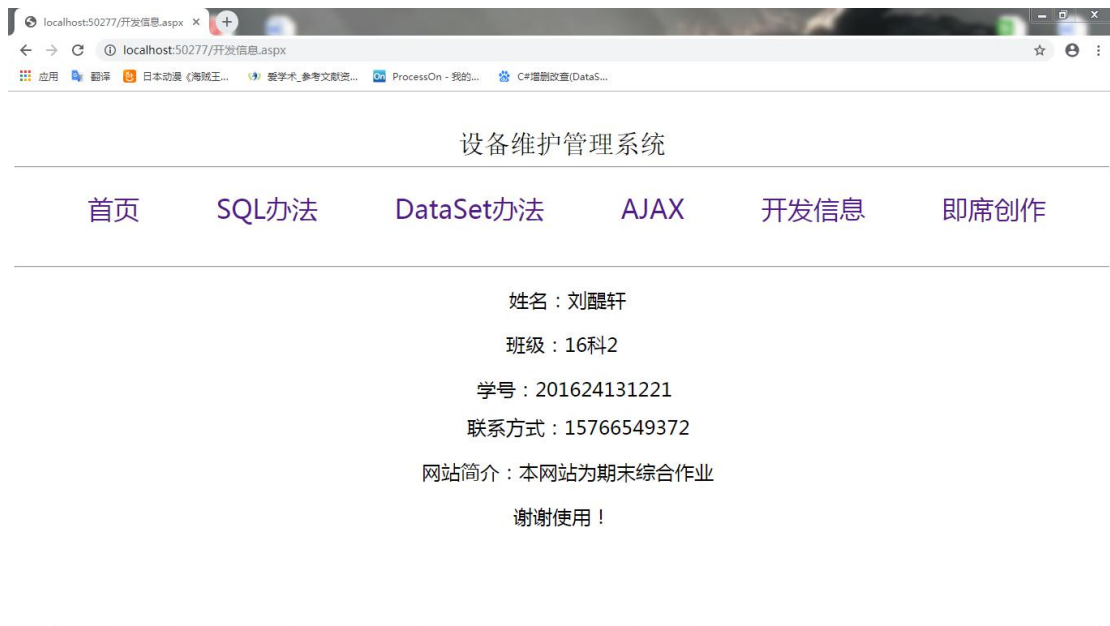 localhost:50277/开发信息.aspx
localhost:50277/开发信息.aspx
应用 翻译 日本动漫《海贼王... 爱学术_参考文献资... On ProcessOn - 我的... C#增删改查(DataS...
设备维护管理系统
首页 SQL办法 DataSet办法 AJAX 开发信息 即席创作
姓名：刘醒轩
班级：16科2
学号：201624131221
联系方式：15766549372
网站简介：本网站为期末综合作业
谢谢使用！